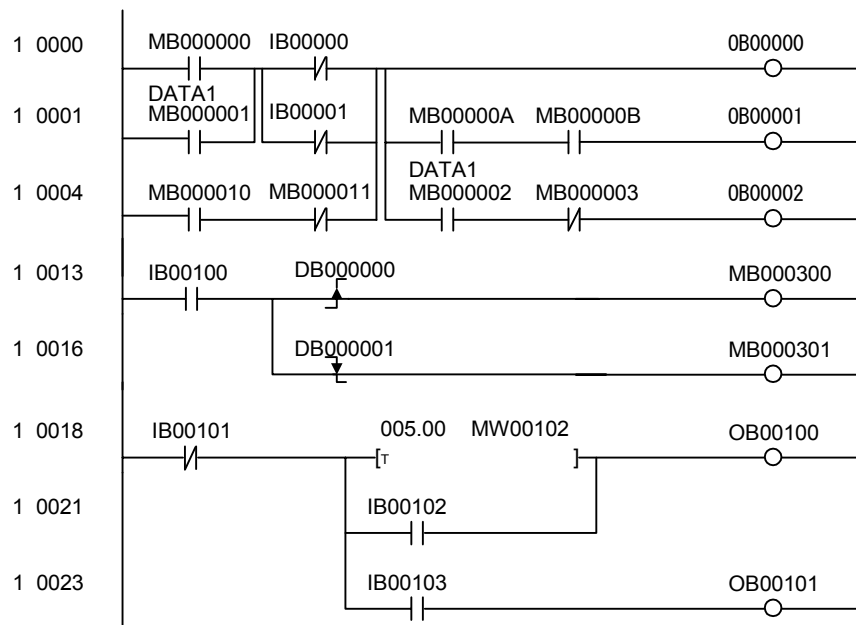 1 0000 MB000000 IB00000 0B00000
DATA1
1 0001 MB000001 IB00001 MB00000A MB00000B 0B00001
DATA1
1 0004 MB000010 MB000011 MB000002 MB000003 0B00002
1 0013 IB00100 DB000000 MB000300
1 0016 DB000001 MB000301
1 0018 IB00101 005.00 MW00102 OB00100
[T ]
1 0021 IB00102
1 0023 IB00103 OB00101